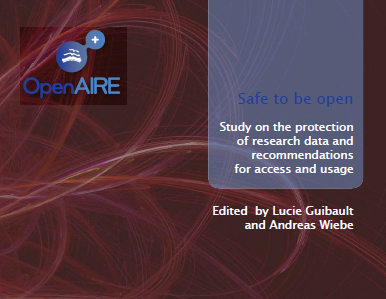 +
OpenAIRE
Safe to be open
Study on the protection
of research data and
recommendations
for access and usage
Edited by Lucie Guibault
and Andreas Wiebe